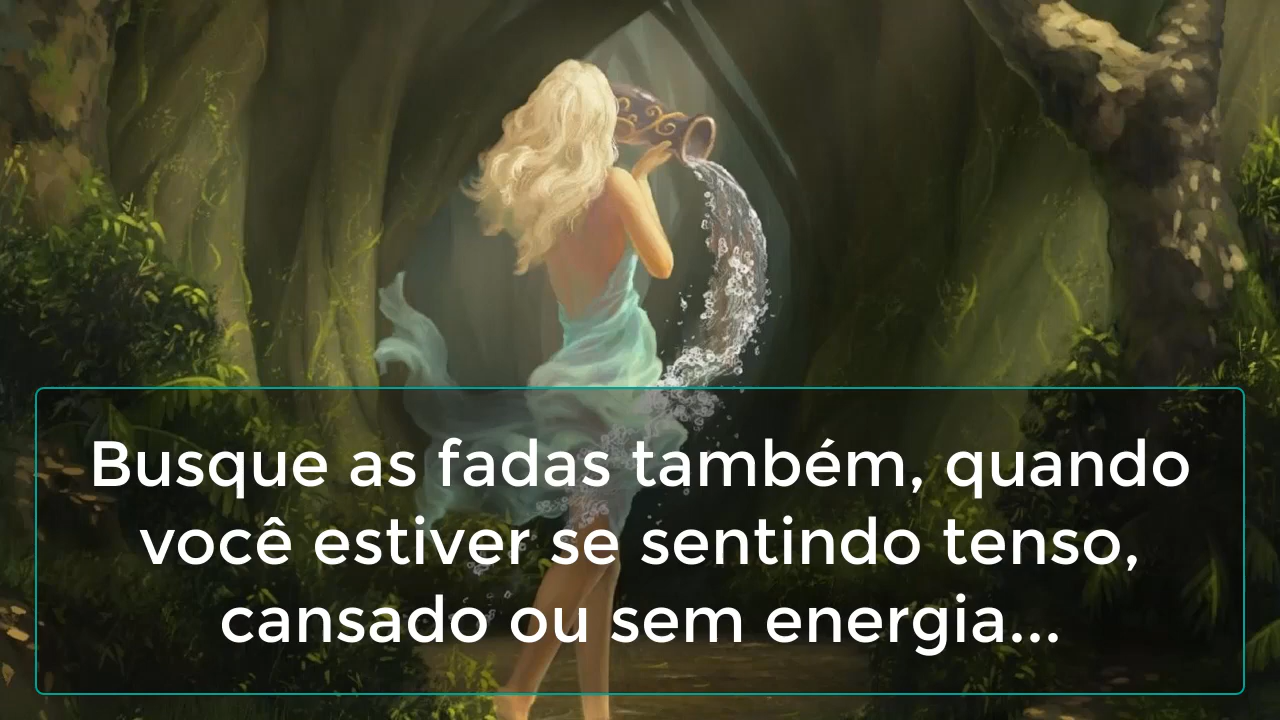 Busque as fadas também, quando
você estiver se sentindo tenso,
cansado ou sem energia...